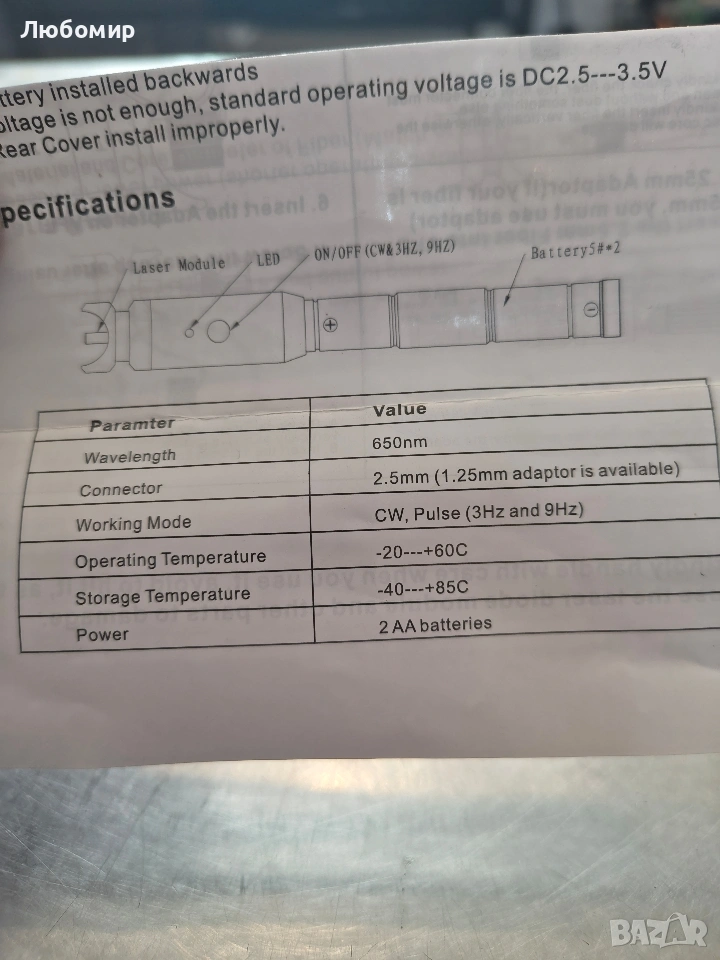 Любомир
ttery installed backwards
oltage is not enough, standard operating voltage is DC2.5---3.5V
Rear Cover install improperly.
pecifications
Laser Module LED ON/OFF (CW&3HZ, 9HZ) Battery5#*2
Paramter Value
Wavelength 650nm
Connector 2.5mm (1.25mm adaptor is available)
Working Mode CW, Pulse (3Hz and 9Hz)
Operating Temperature -20---+60C
Storage Temperature -40---+85C
Power 2 AA batteries
BAZAR